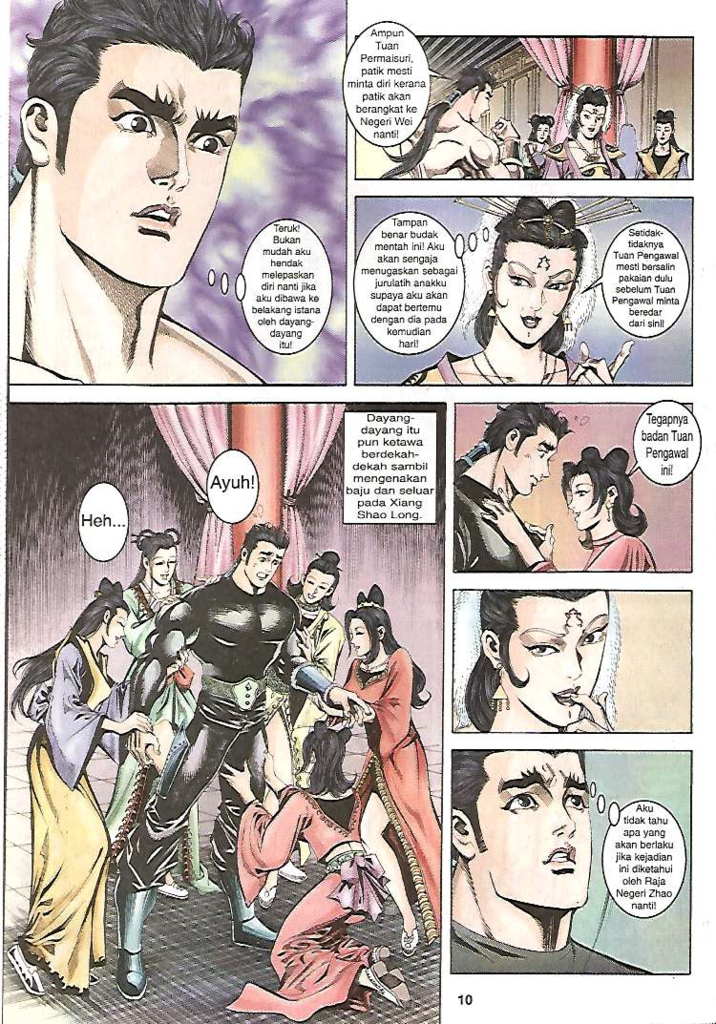 Teruk!
Bukan
mudah aku
hendak
melepaskan
diri nanti jika
aku dibawa ke
belakang istana
oleh dayang-
dayang
itu!
Ampun
Tuan
Permaisuri,
patik mesti
minta diri kerana
patik akan
berangkat ke
Negeri Wei
nanti!
Tampan
benar budak
mentah ini! Aku
akan sengaja
menugaskan sebagai
jurulatih anakku
supaya aku akan
dapat bertemu
dengan dia pada
kemudian
hari!
Setidak-
tidaknya
Tuan Pengawal
mesti bersalin
pakaian dulu
sebelum Tuan
Pengawal minta
beredar
dari sini!
Heh...
Ayuh!
Dayang-
dayang itu
pun ketawa
berdekah-
dekah sambil
mengenakan
baju dan seluar
pada Xiang
Shao Long.
Tegapnya
badan Tuan
Pengawal
ini!
Aku
tidak tahu
apa yang
akan berlaku
jika kejadian
ini diketahui
oleh Raja
Negeri Zhao
nanti!
10